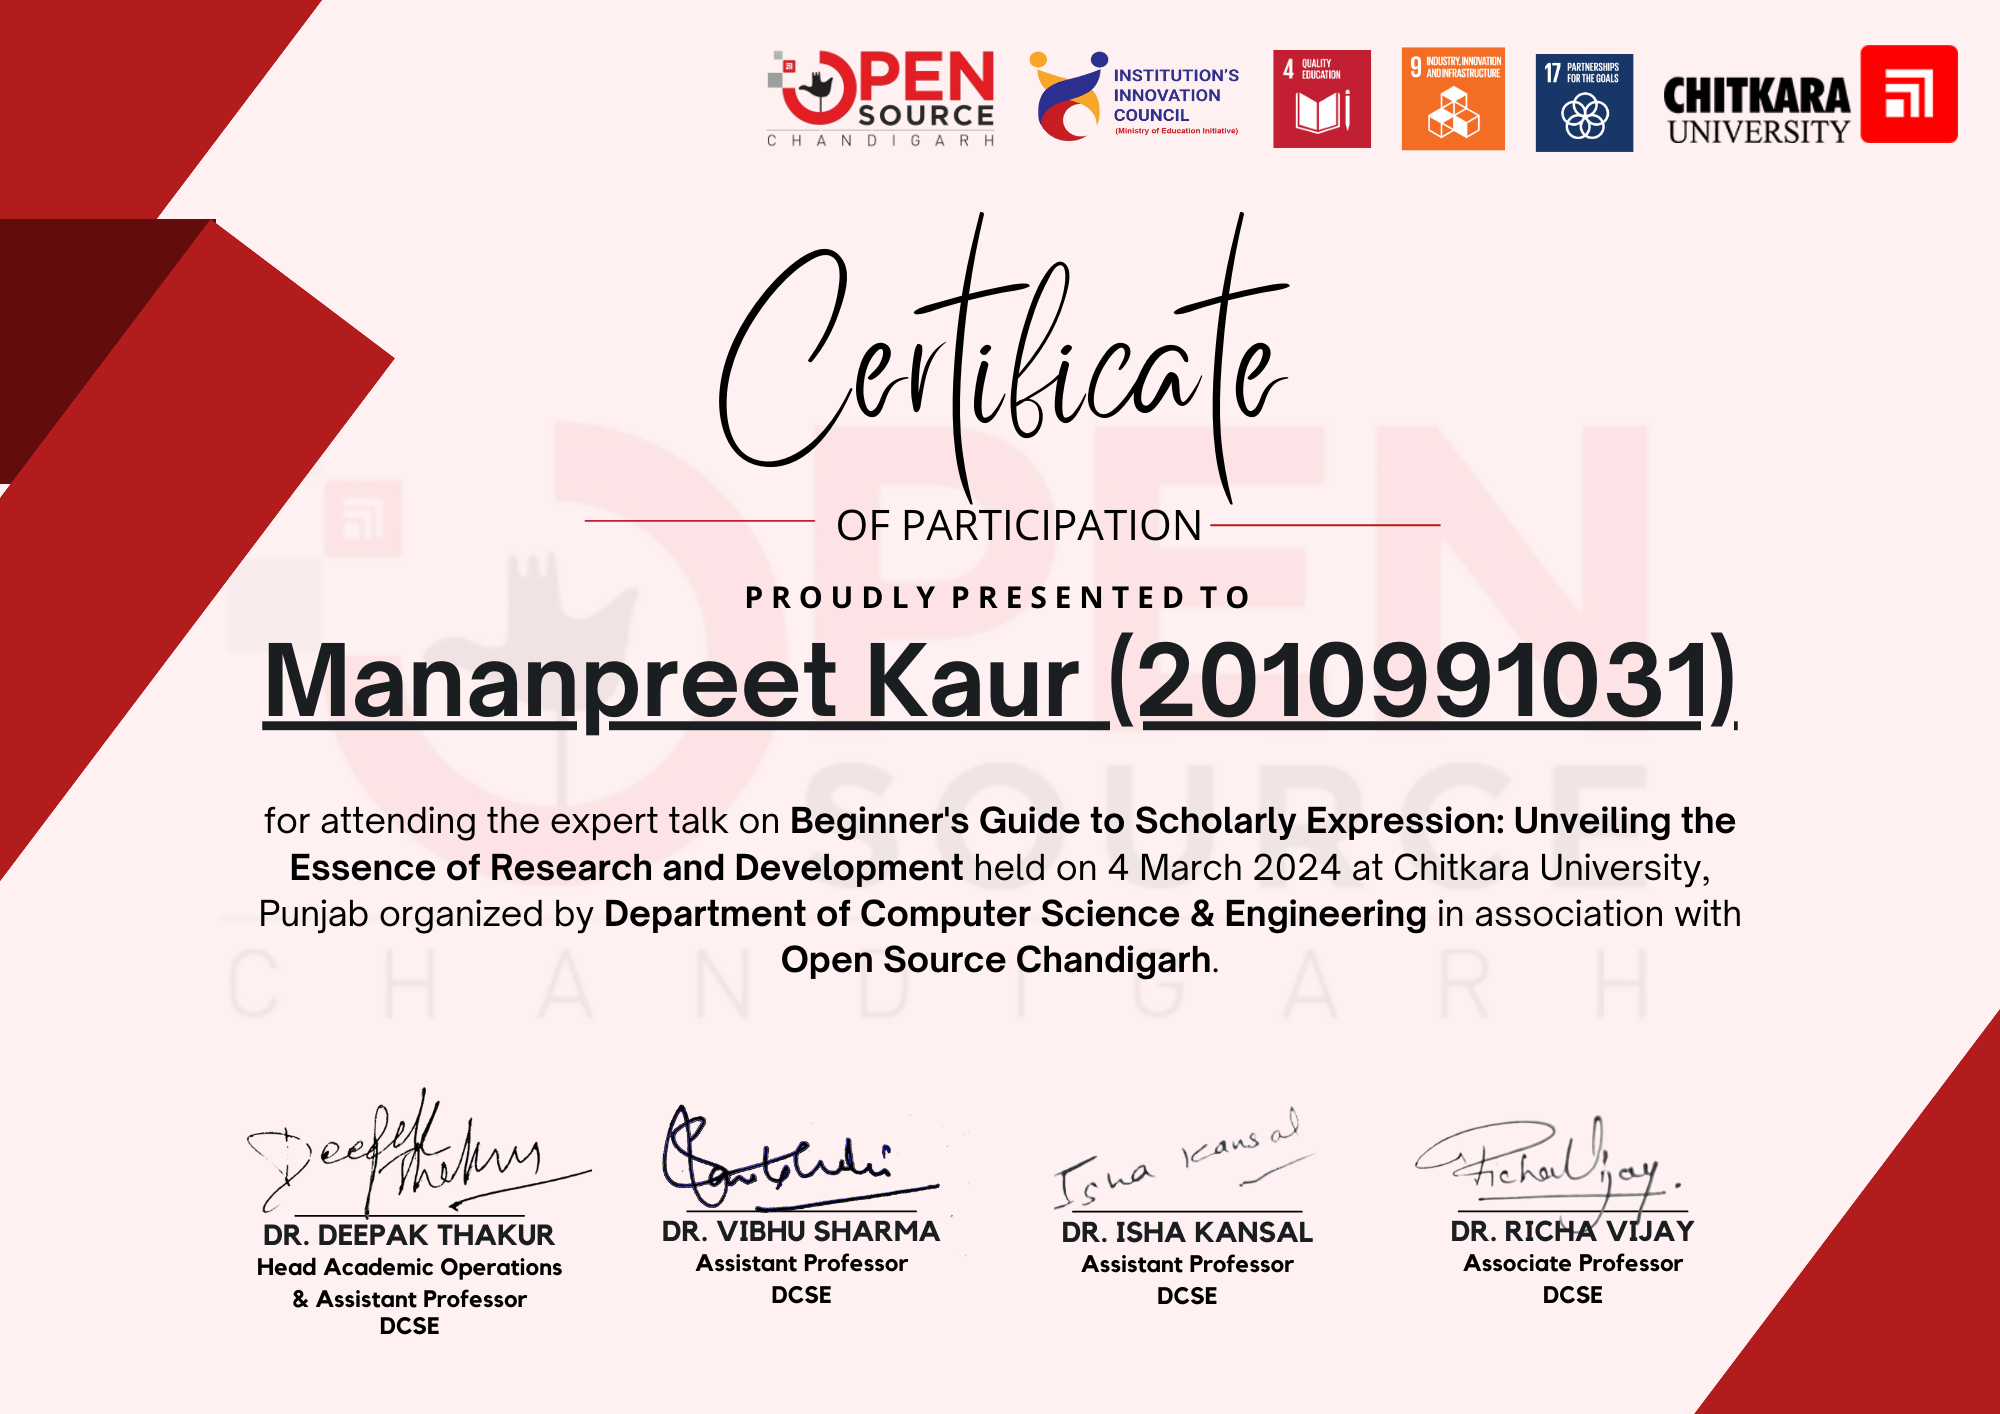 OPEN
SOURCE
CHANDIGARH
INSTITUTION'S
INNOVATION
COUNCIL
(Ministry of Education Initiative)
4 QUALITY
EDUCATION
9 INDUSTRY, INNOVATION
AND INFRASTRUCTURE
17 PARTNERSHIPS
FOR THE GOALS
CHITKARA
UNIVERSITY
Certificate
OF PARTICIPATION
PROUDLY PRESENTED TO
Mananpreet Kaur (2010991031)
for attending the expert talk on Beginner's Guide to Scholarly Expression: Unveiling the
Essence of Research and Development held on 4 March 2024 at Chitkara University,
Punjab organized by Department of Computer Science & Engineering in association with
Open Source Chandigarh.
OPEN
SOURCE
CHANDIGARH
Deepak Thakur
Isha Kansal
Richa Vijay.
DR. DEEPAK THAKUR
Head Academic Operations
& Assistant Professor
DCSE
DR. VIBHU SHARMA
Assistant Professor
DCSE
DR. ISHA KANSAL
Assistant Professor
DCSE
DR. RICHA VIJAY
Associate Professor
DCSE